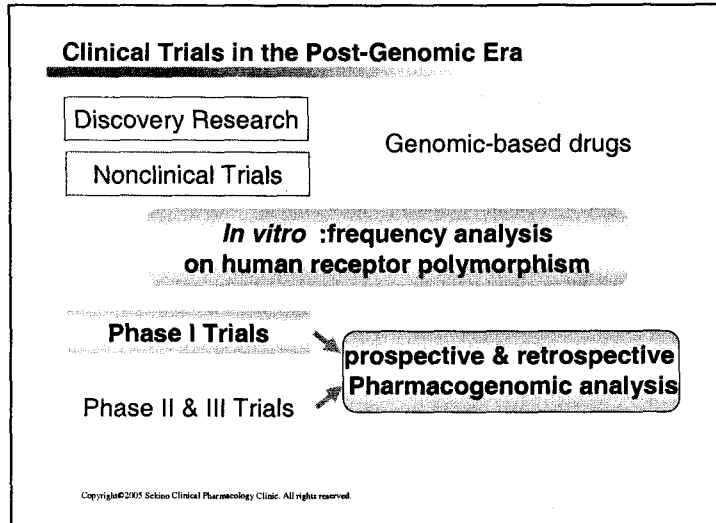 Clinical Trials in the Post-Genomic Era
Discovery Research
Genomic-based drugs
Nonclinical Trials
In vitro :frequency analysis
on human receptor polymorphism
Phase I Trials
prospective & retrospective
Pharmacogenomic analysis
Phase II & III Trials
Copyright©2005 Sekino Clinical Pharmacology Clinic. All rights reserved.